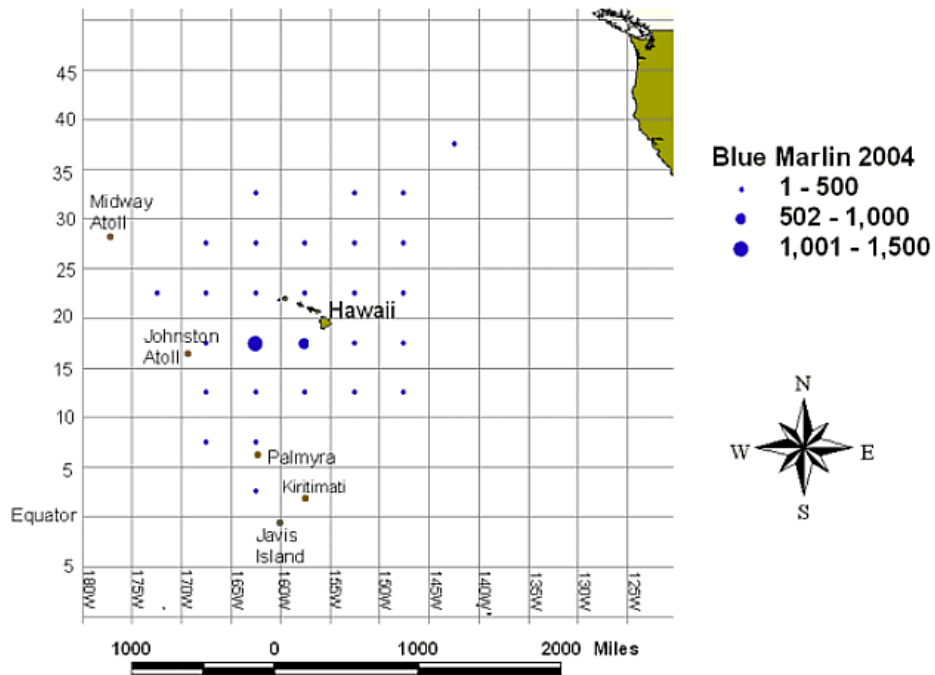 45
40
35
Midway
Atoll
30
25
20
Hawaii
Johnston
Atoll
15
10
5
Palmyra
Kiritimati
Equator
Javis
Island
5
180W
175W
170W
165W
160W
155W
150W
145W
140W
135W
130W
125W
1000 0 1000 2000 Miles
Blue Marlin 2004
1 - 500
502 - 1,000
1,001 - 1,500
N
W E
S